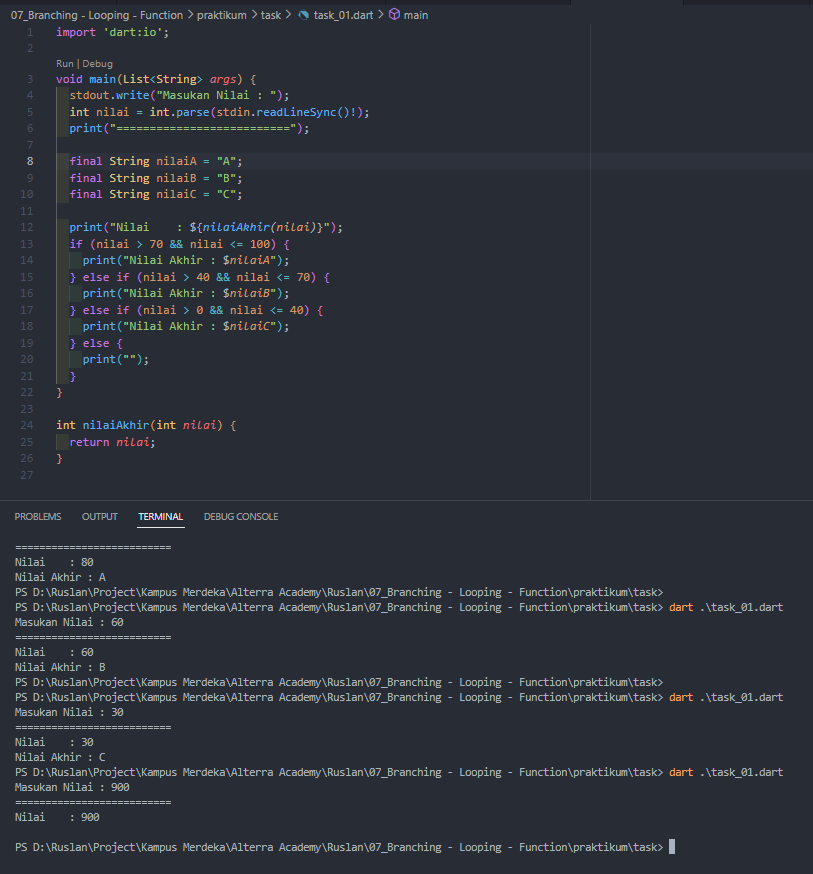 07_Branching - Looping - Function > praktikum > task > task_01.dart > main
1 import 'dart:io';
2
Run | Debug
3 void main(List<String> args) {
4 stdout.write("Masukan Nilai : ");
5 int nilai = int.parse(stdin.readLineSync()!);
6 print("==========================");
7
8 final String nilaiA = "A";
9 final String nilaiB = "B";
10 final String nilaiC = "C";
11
12 print("Nilai    : ${nilaiAkhir(nilai)}");
13 if (nilai > 70 && nilai <= 100) {
14 print("Nilai Akhir : $nilaiA");
15 } else if (nilai > 40 && nilai <= 70) {
16 print("Nilai Akhir : $nilaiB");
17 } else if (nilai > 0 && nilai <= 40) {
18 print("Nilai Akhir : $nilaiC");
19 } else {
20 print("");
21 }
22 }
23
24 int nilaiAkhir(int nilai) {
25 return nilai;
26 }
27
PROBLEMS OUTPUT TERMINAL DEBUG CONSOLE
==========================
Nilai    : 80
Nilai Akhir : A
PS D:\Ruslan\Project\Kampus Merdeka\Alterra Academy\Ruslan\07_Branching - Looping - Function\praktikum\task>
PS D:\Ruslan\Project\Kampus Merdeka\Alterra Academy\Ruslan\07_Branching - Looping - Function\praktikum\task> dart .\task_01.dart
Masukan Nilai : 60
==========================
Nilai    : 60
Nilai Akhir : B
PS D:\Ruslan\Project\Kampus Merdeka\Alterra Academy\Ruslan\07_Branching - Looping - Function\praktikum\task>
PS D:\Ruslan\Project\Kampus Merdeka\Alterra Academy\Ruslan\07_Branching - Looping - Function\praktikum\task> dart .\task_01.dart
Masukan Nilai : 30
==========================
Nilai    : 30
Nilai Akhir : C
PS D:\Ruslan\Project\Kampus Merdeka\Alterra Academy\Ruslan\07_Branching - Looping - Function\praktikum\task> dart .\task_01.dart
Masukan Nilai : 900
==========================
Nilai    : 900
PS D:\Ruslan\Project\Kampus Merdeka\Alterra Academy\Ruslan\07_Branching - Looping - Function\praktikum\task>